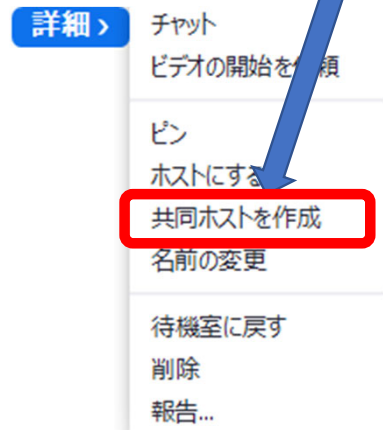 詳細 ›
チャット
ビデオの開始を依頼
ピン
ホストにする
共同ホストを作成
名前の変更
待機室に戻す
削除
報告...